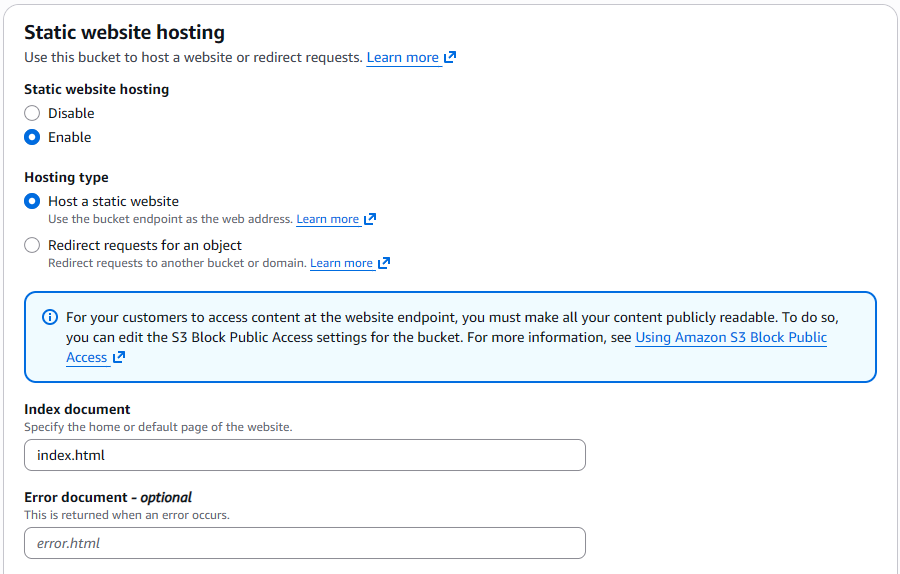 Static website hosting
Use this bucket to host a website or redirect requests. Learn more
Static website hosting
Disable
Enable
Hosting type
Host a static website
Use the bucket endpoint as the web address. Learn more
Redirect requests for an object
Redirect requests to another bucket or domain. Learn more
For your customers to access content at the website endpoint, you must make all your content publicly readable. To do so,
you can edit the S3 Block Public Access settings for the bucket. For more information, see Using Amazon S3 Block Public
Access
Index document
Specify the home or default page of the website.
index.html
Error document - optional
This is returned when an error occurs.
error.html